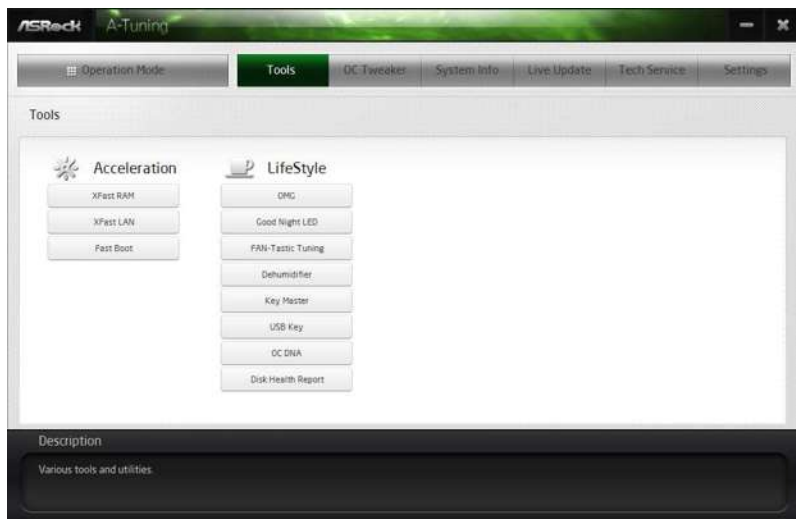 ASRock A-Tuning
Operation Mode Tools OC Tweaker System Info Live Update Tech Service Settings
Tools
Acceleration
XFast RAM
XFast LAN
Fast Boot
LifeStyle
OMG
Good Night LED
FAN-Tastic Tuning
Dehumidifier
Key Master
USB Key
OC DNA
Disk Health Report
Description
Various tools and utilities.